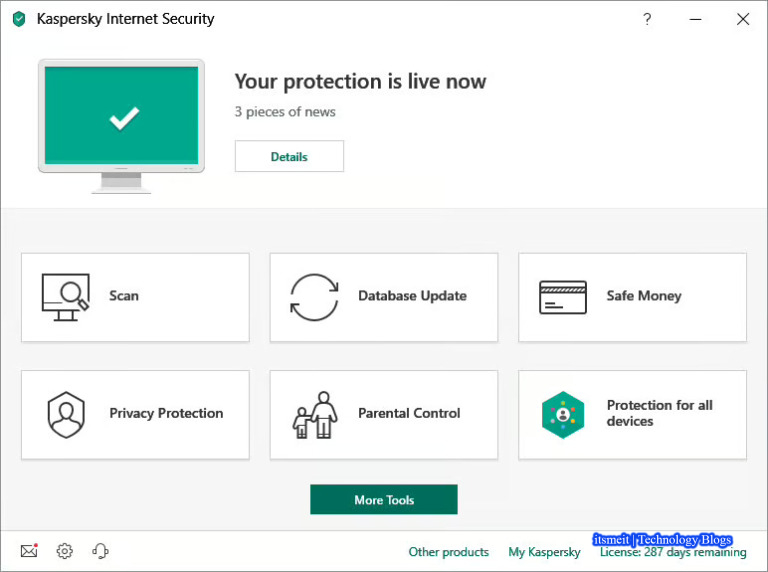 Kaspersky Internet Security
?
Your protection is live now
3 pieces of news
Details
Scan
Database Update
Safe Money
Privacy Protection
Parental Control
Protection for all
devices
More Tools
itsmeit | Technology Blogs
Other products
My Kaspersky
License: 287 days remaining